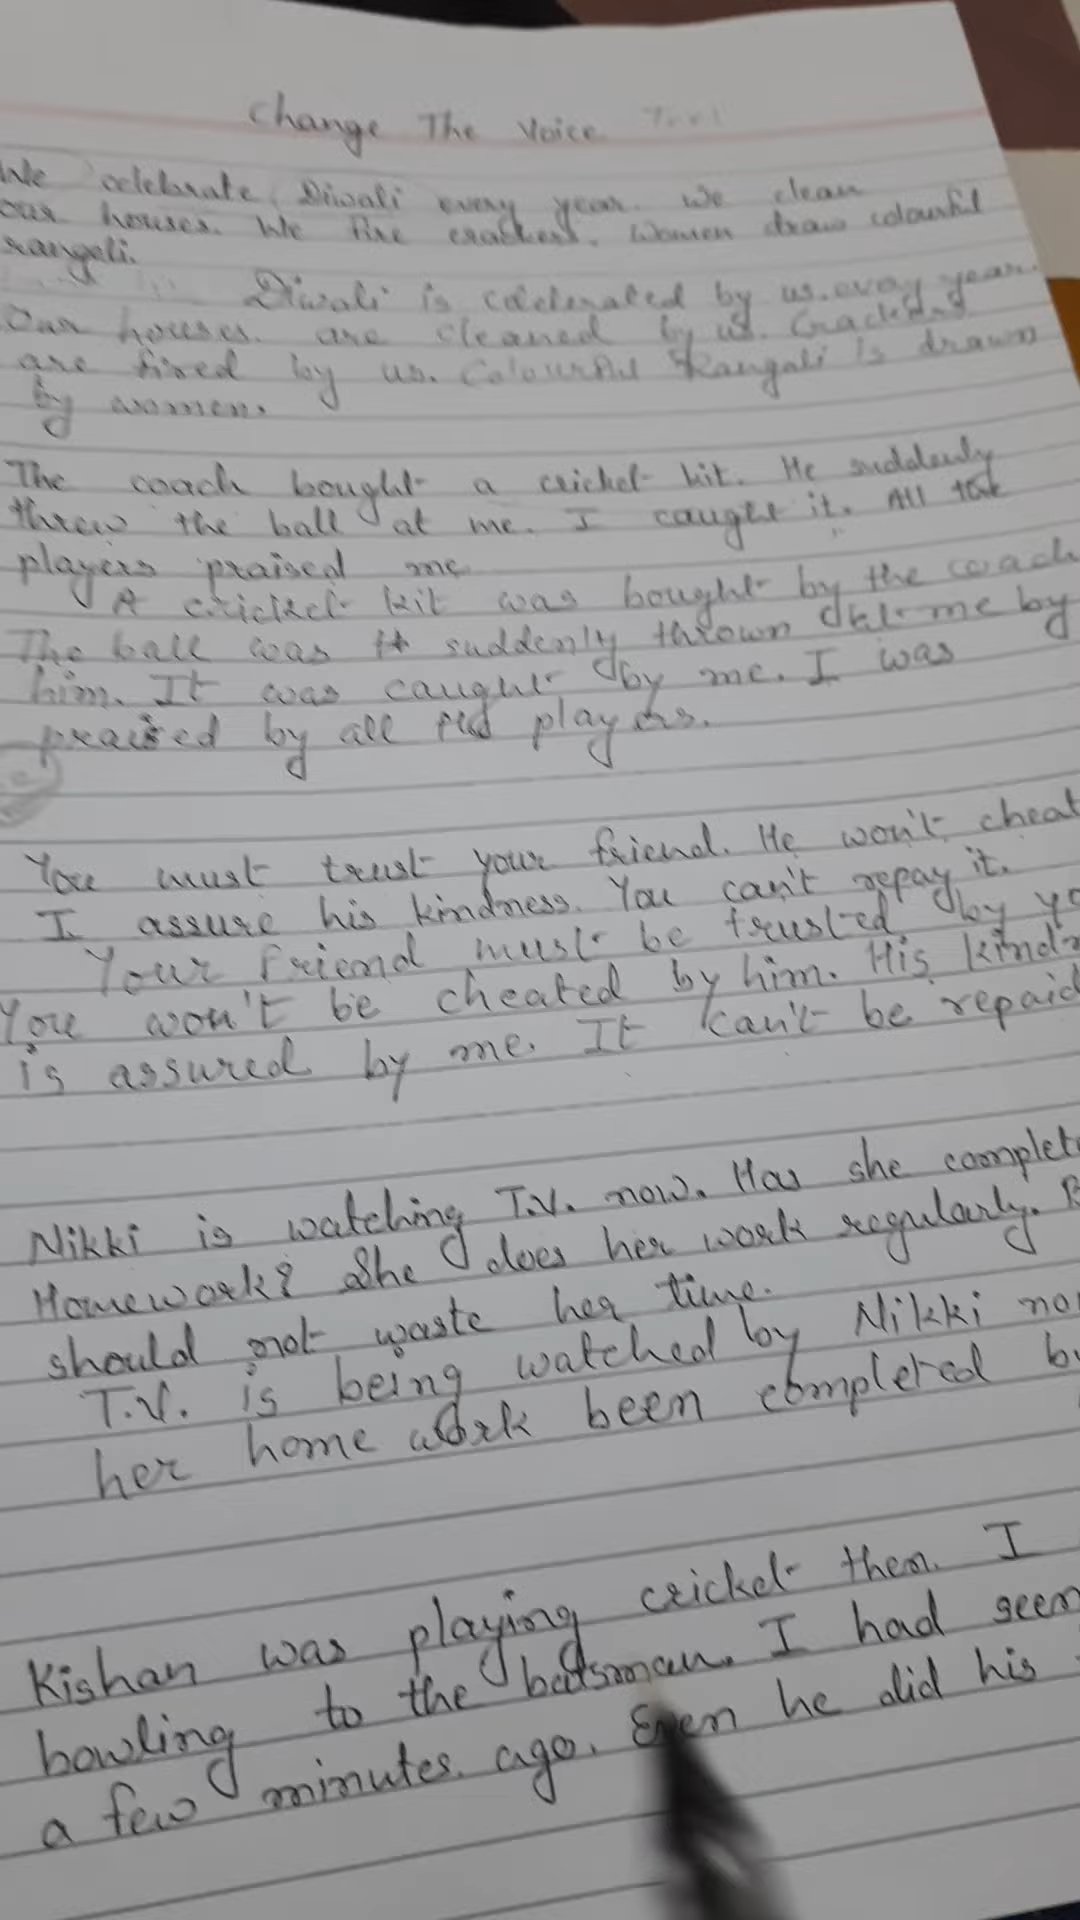 Change The Voice
We celebrate Diwali every year. We clean
our houses. We fire crackers. Women draw colourful
rangoli.
Diwali is celebrated by us. every year.
Our houses. are cleaned by us. Crackers
are fired by us. Colourful Rangoli is drawn
by women.
The coach bought a cricket kit. He suddenly
threw the ball at me. I caught it. All the
players praised me
A cricket kit was bought by the coach
The ball was suddenly thrown at me by
him. It was caught by me. I was
praised by all players.
You must trust your friend. He won't cheat
I assure his kindness. You can't repay it.
Your friend must be trusted by yo
You won't be cheated by him. His kind
is assured by me. It can't be repaid
Nikki is watching T.V. now. Has she complet
Homework? She does her work regularly.
should not waste her time.
T.V. is being watched by Nikki no
her home work been completed b
Kishan was playing cricket then. I
bowling to the batsman. I had seen
a few minutes. ago. Even he did his